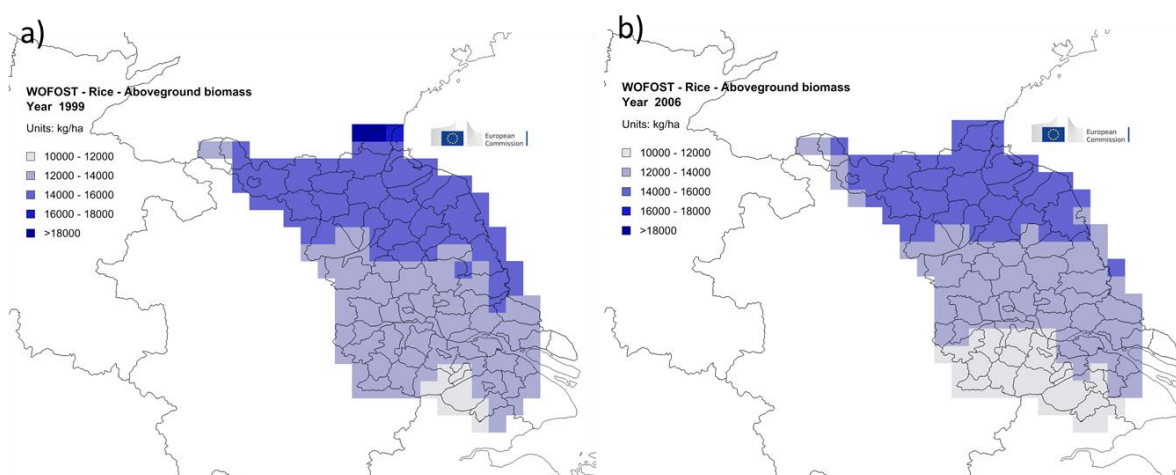 a)
WOFOST - Rice - Aboveground biomass
Year 1999
Units: kg/ha
10000 - 12000
12000 - 14000
14000 - 16000
16000 - 18000
>18000
European
Commission
b)
WOFOST - Rice - Aboveground biomass
Year 2006
Units: kg/ha
10000 - 12000
12000 - 14000
14000 - 16000
16000 - 18000
>18000
European
Commission